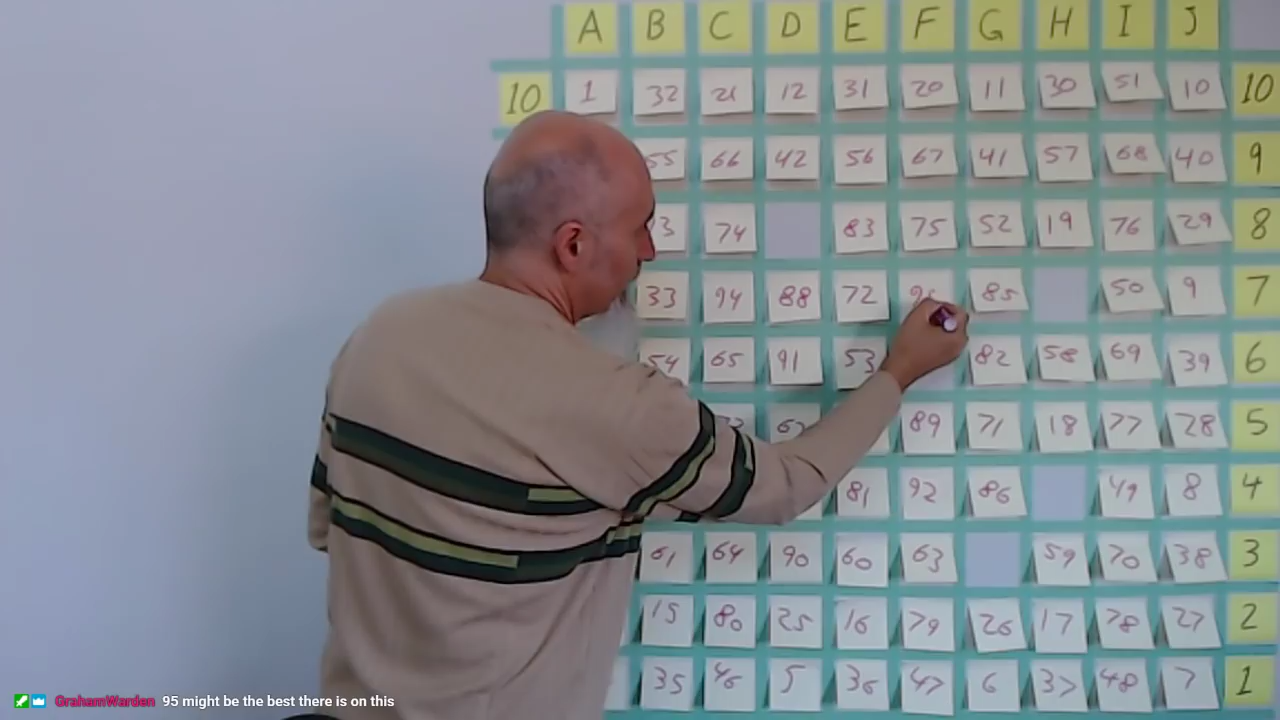 A B C D E F G H I J
10 1 32 21 12 31 20 11 30 51 10 10
55 66 42 56 67 41 57 68 40 9
74 83 75 52 19 76 29 8
33 94 88 72 85 50 9 7
54 65 91 53 82 58 69 39 6
89 71 18 77 28 5
81 92 86 49 8 4
61 64 90 60 63 59 70 38 3
15 80 25 16 79 26 17 78 27 2
35 46 5 36 47 6 37 48 7 1
GrahamWarden 95 might be the best there is on this